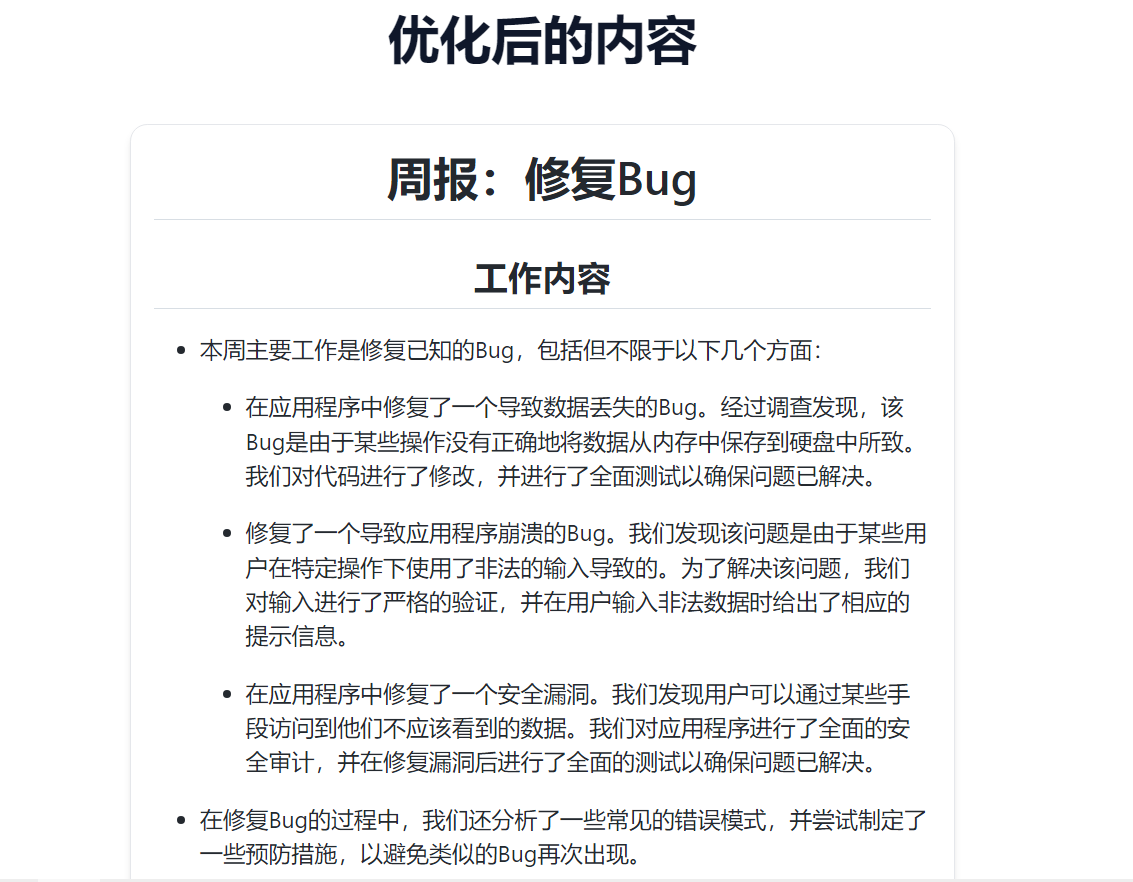 优化后的内容
周报：修复Bug
工作内容
本周主要工作是修复已知的Bug，包括但不限于以下几个方面：
在应用程序中修复了一个导致数据丢失的Bug。经过调查发现，该
Bug是由于某些操作没有正确地将数据从内存中保存到硬盘中所致。
我们对代码进行了修改，并进行了全面测试以确保问题已解决。
修复了一个导致应用程序崩溃的Bug。我们发现该问题是由于某些用
户在特定操作下使用了非法的输入导致的。为了解决该问题，我们
对输入进行了严格的验证，并在用户输入非法数据时给出了相应的
提示信息。
在应用程序中修复了一个安全漏洞。我们发现用户可以通过某些手
段访问到他们不应该看到的数据。我们对应用程序进行了全面的安
全审计，并在修复漏洞后进行了全面的测试以确保问题已解决。
在修复Bug的过程中，我们还分析了一些常见的错误模式，并尝试制定了
一些预防措施，以避免类似的Bug再次出现。